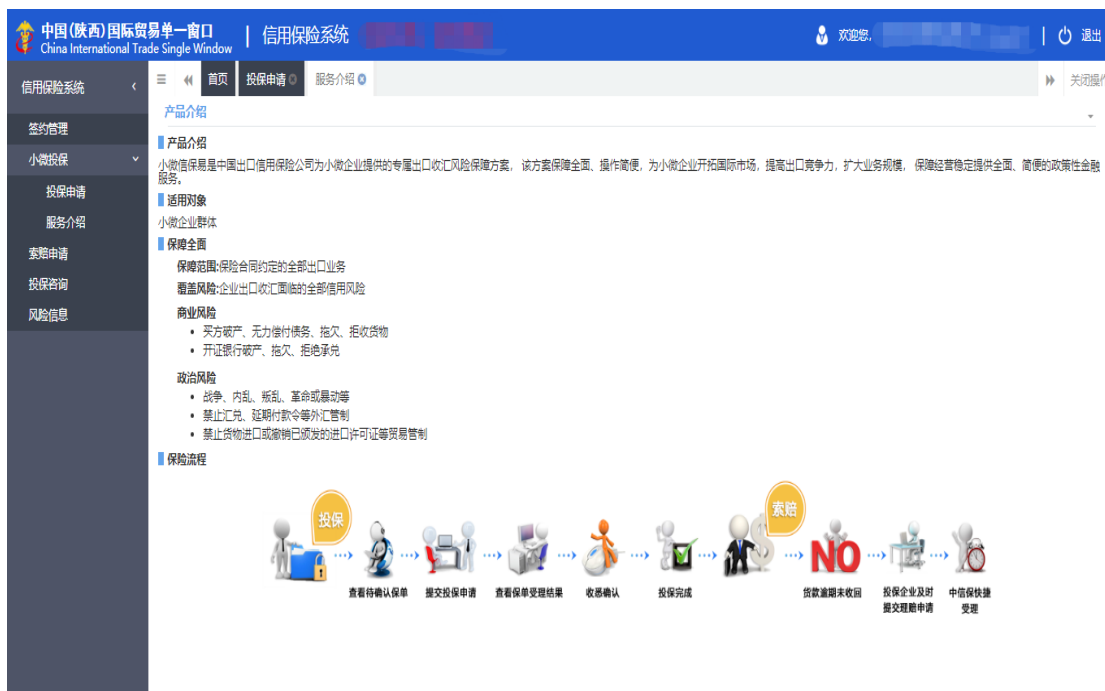 中国(陕西)国际贸易单一窗口
China International Trade Single Window
信用保险系统
欢迎您,
退出
信用保险系统
首页
投保申请
服务介绍
关闭操作
签约管理
小微投保
投保申请
服务介绍
索赔申请
投保咨询
风险信息
产品介绍
产品介绍
小微信保易是中国出口信用保险公司为小微企业提供的专属出口收汇风险保障方案， 该方案保障全面、操作简便，为小微企业开拓国际市场，提高出口竞争力，扩大业务规模， 保障经营稳定提供全面、简便的政策性金融
服务。
适用对象
小微企业群体
保障全面
保障范围:保险合同约定的全部出口业务
覆盖风险:企业出口收汇面临的全部信用风险
商业风险
• 买方破产、无力偿付债务、拖欠、拒收货物
• 开证银行破产、拖欠、拒绝承兑
政治风险
• 战争、内乱、叛乱、革命或暴动等
• 禁止汇兑、延期付款令等外汇管制
• 禁止货物进口或撤销已颁发的进口许可证等贸易管制
保险流程
投保
索赔
NO
查看待确认保单
提交投保申请
查看保单受理结果
收悉确认
投保完成
货款逾期未收回
投保企业及时
提交理赔申请
中信保快捷
受理